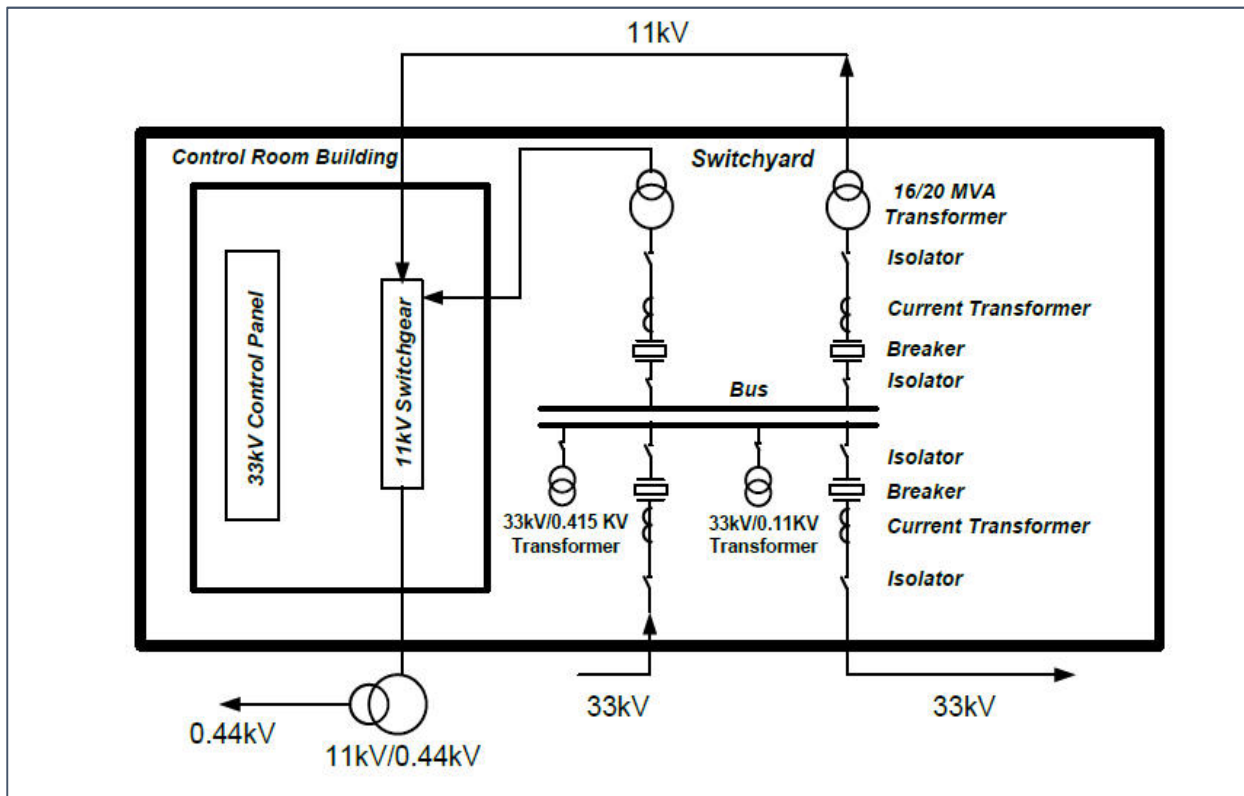 11kV
Control Room Building
Switchyard
16/20 MVA
Transformer
Isolator
Current Transformer
Breaker
Isolator
33kV Control Panel
11kV Switchgear
Bus
Isolator
Breaker
Current Transformer
Isolator
33kV/0.415 KV
Transformer
33kV/0.11KV
Transformer
0.44kV
11kV/0.44kV
33kV
33kV